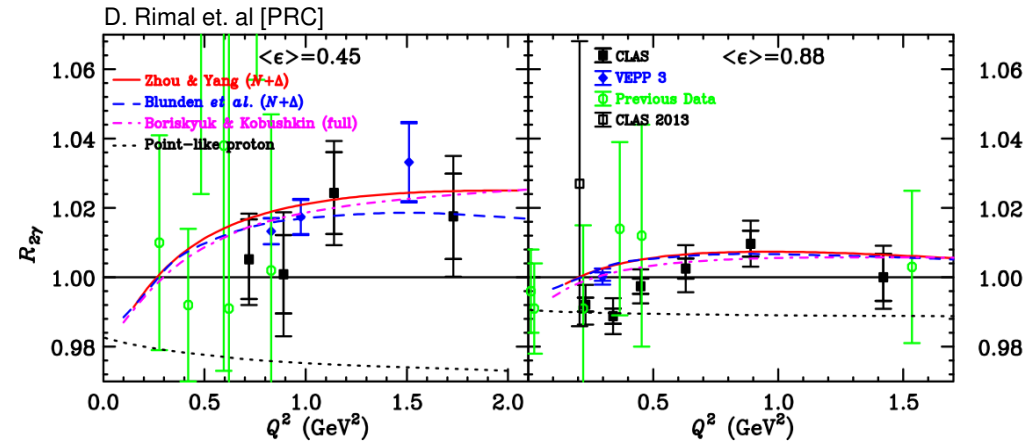 D. Rimal et. al [PRC]
<ϵ>=0.45
Zhou & Yang (N+Δ)
Blunden et al. (N+Δ)
Boriskyuk & Kobushkin (full)
Point-like proton
<ϵ>=0.88
CLAS
VEPP 3
Previous Data
CLAS 2013
R2γ
1.06
1.04
1.02
1.00
0.98
1.06
1.04
1.02
1.00
0.98
0.0 0.5 1.0 1.5 2.0
0.5 1.0 1.5
Q² (GeV²)
Q² (GeV²)